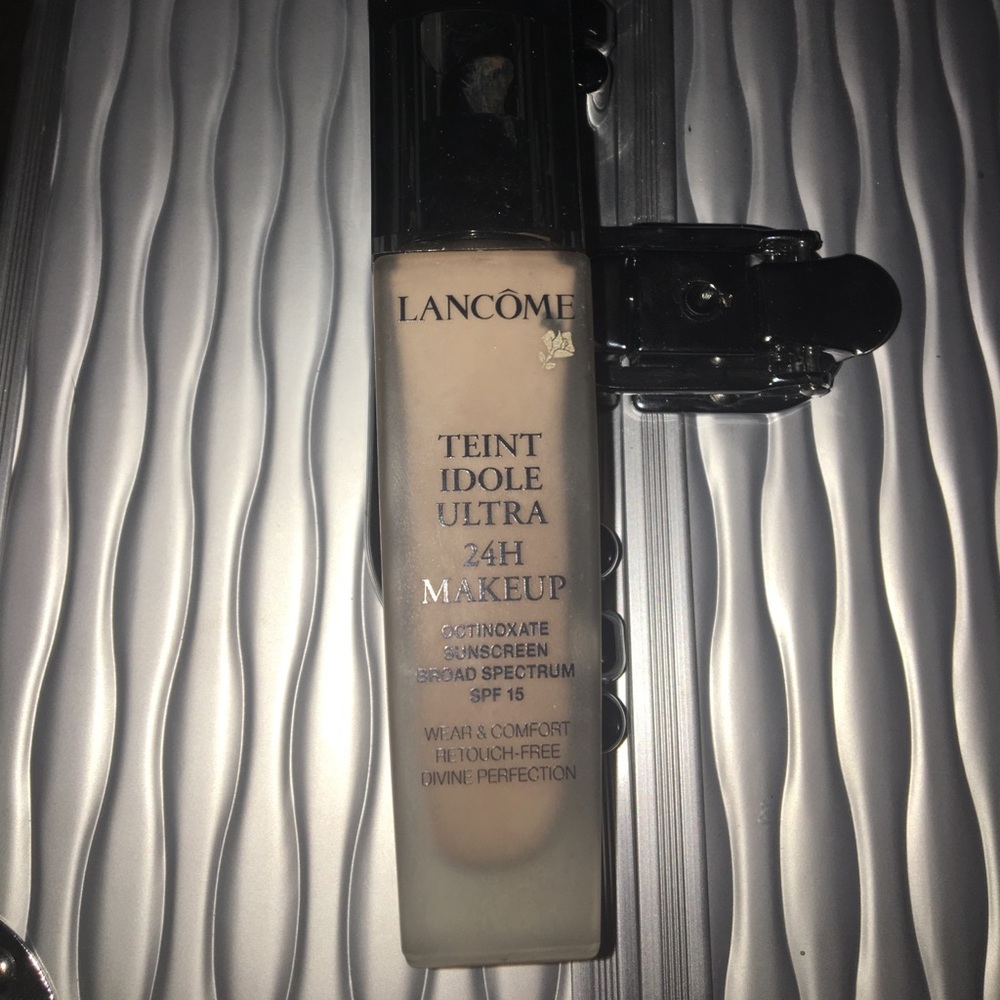 LANCÔME
TEINT
IDOLE
ULTRA
24H
MAKEUP
OCTINOXATE
SUNSCREEN
BROAD SPECTRUM
SPF 15
WEAR & COMFORT
RETOUCH-FREE
DIVINE PERFECTION